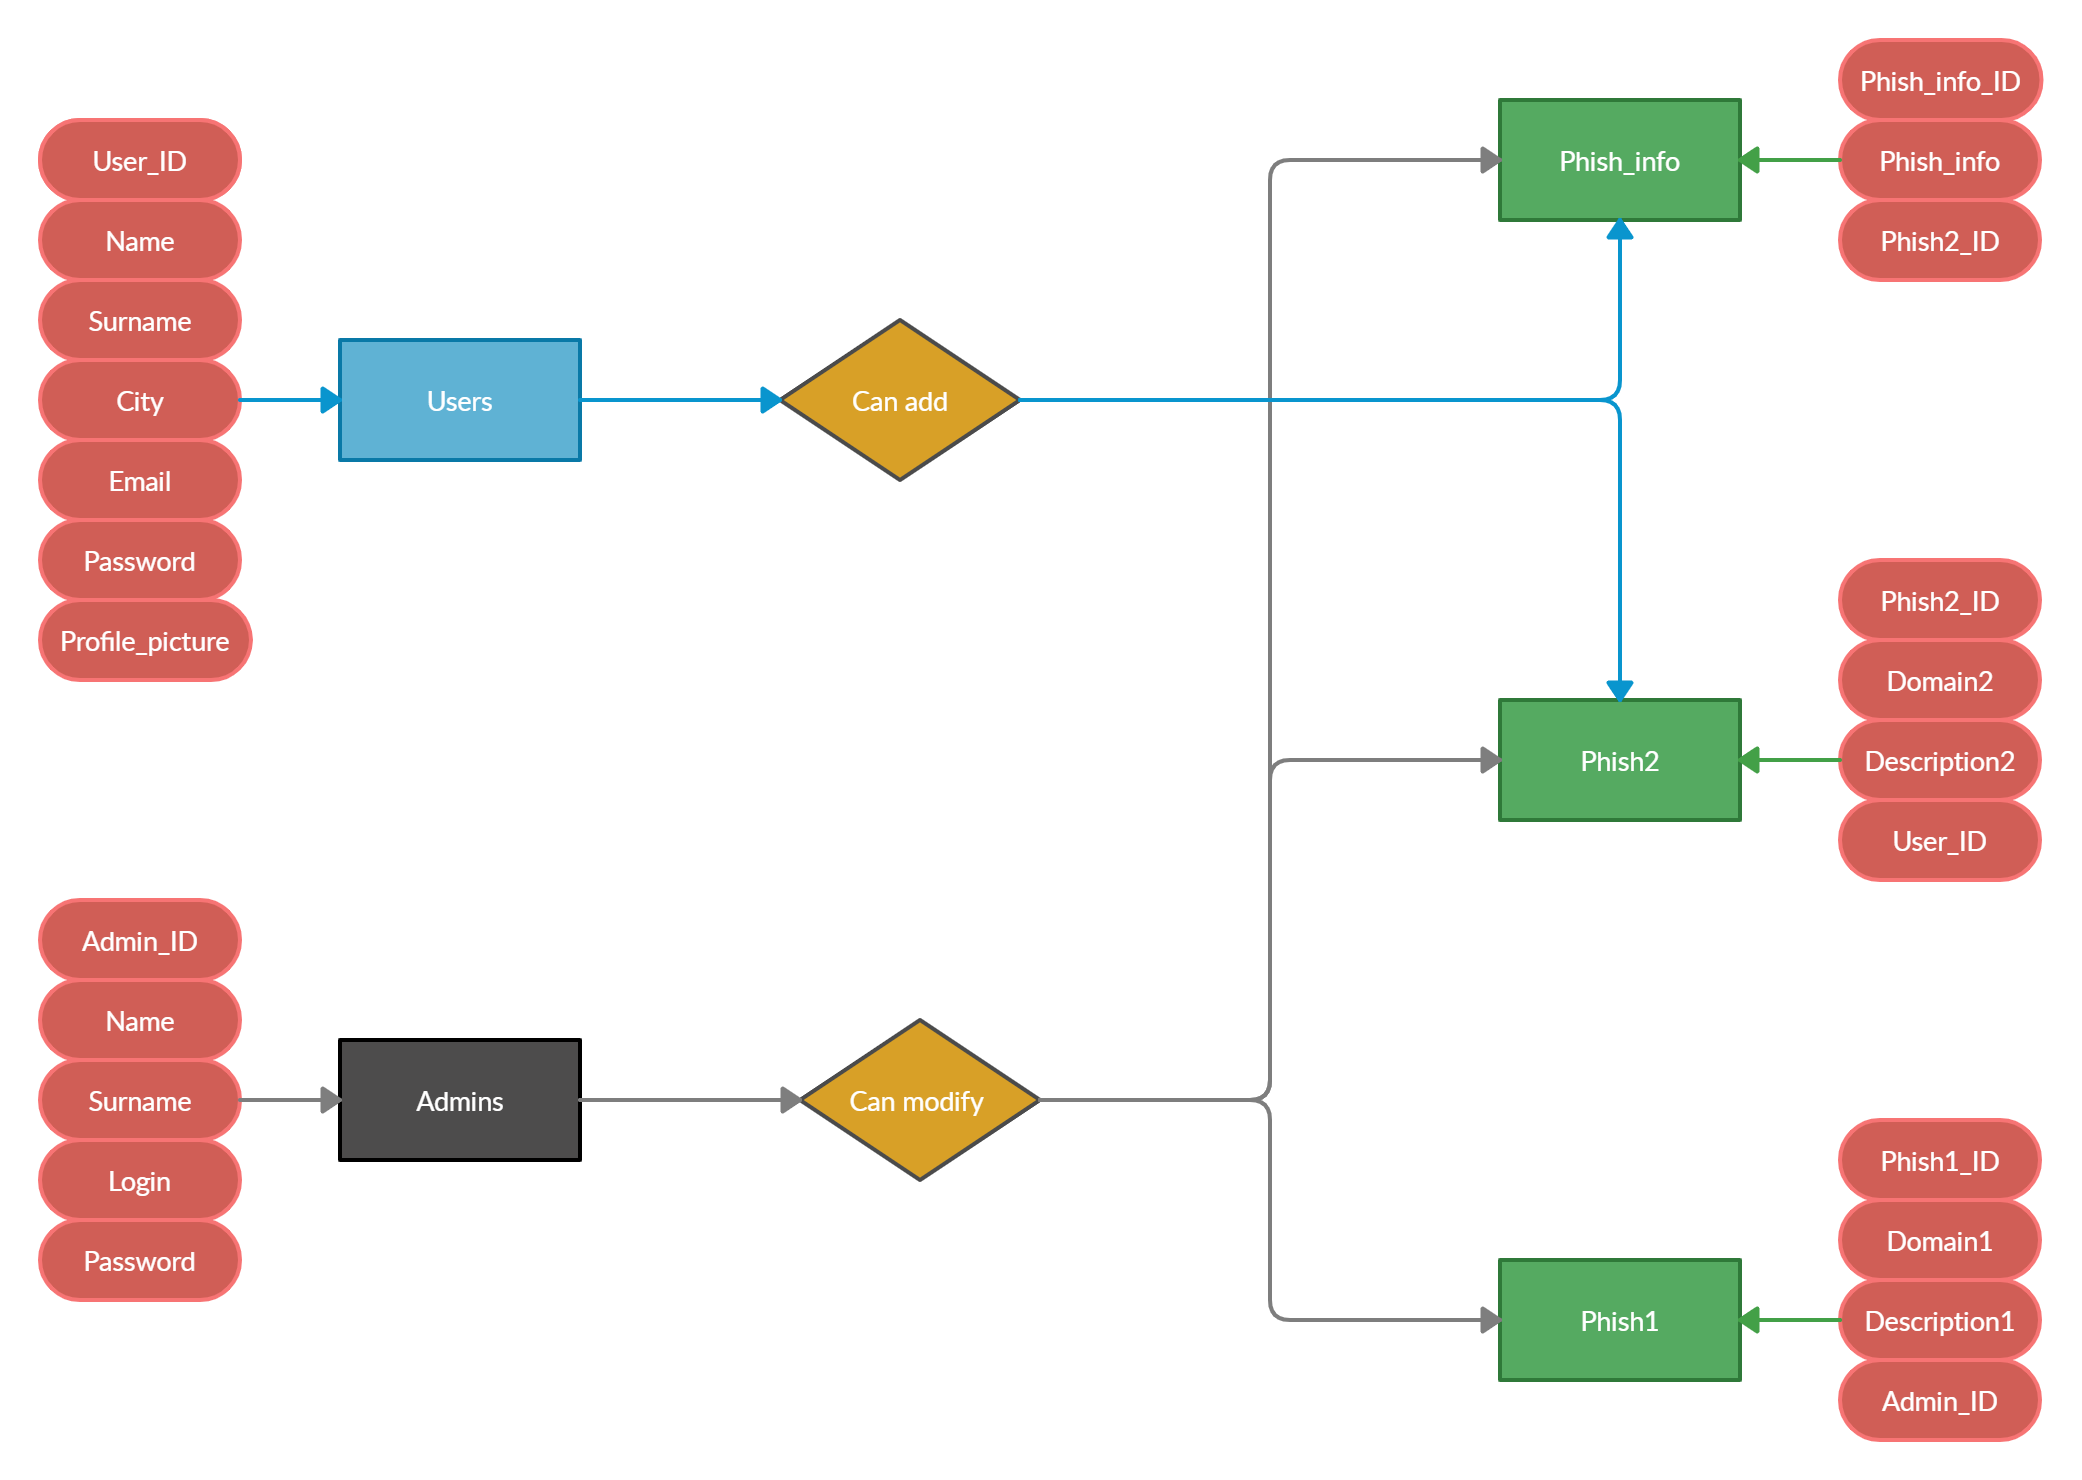 User_ID
Name
Surname
City
Email
Password
Profile_picture
Users
Can add
Phish_info
Phish_info_ID
Phish_info
Phish2_ID
Phish2
Phish2_ID
Domain2
Description2
User_ID
Admin_ID
Name
Surname
Login
Password
Admins
Can modify
Phish1
Phish1_ID
Domain1
Description1
Admin_ID